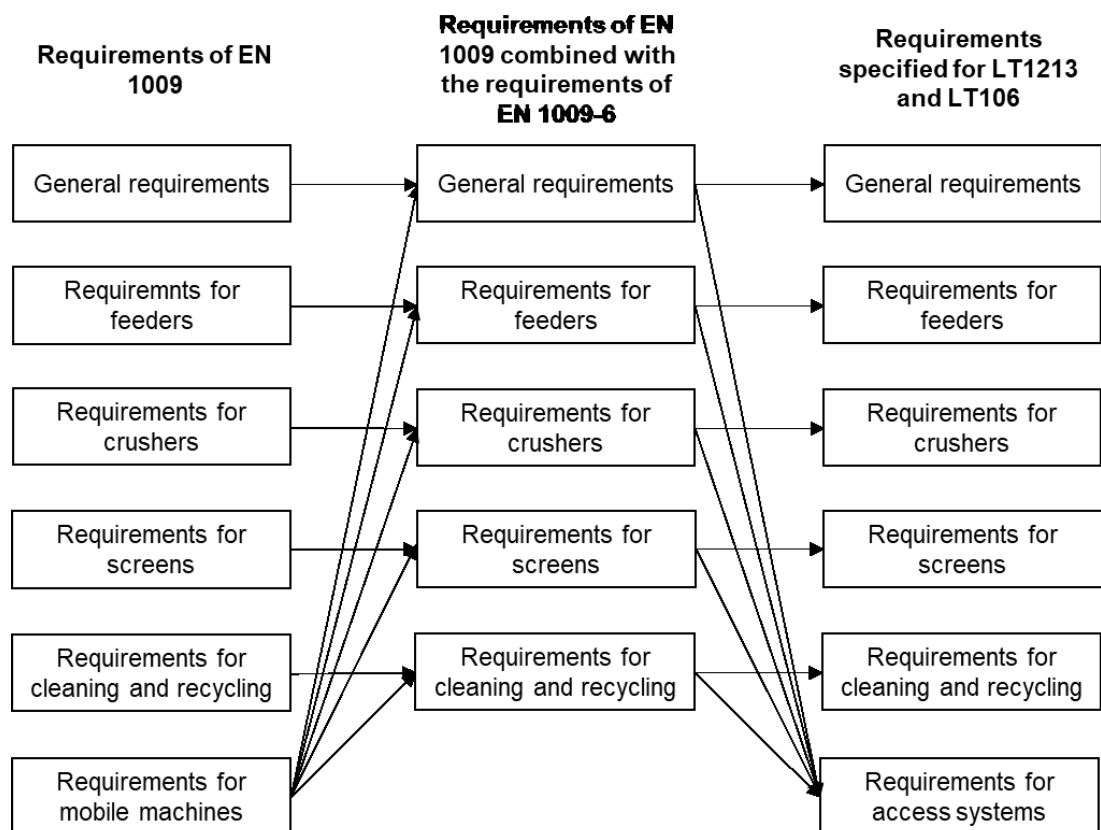 Requirements of EN
1009
Requirements of EN
1009 combined with
the requirements of
EN 1009-6
Requirements
specified for LT1213
and LT106
General requirements
General requirements
General requirements
Requiremnts for
feeders
Requirements for
feeders
Requirements for
feeders
Requirements for
crushers
Requirements for
crushers
Requirements for
crushers
Requirements for
screens
Requirements for
screens
Requirements for
screens
Requirements for
cleaning and recycling
Requirements for
cleaning and recycling
Requirements for
cleaning and recycling
Requirements for
mobile machines
Requirements for
access systems